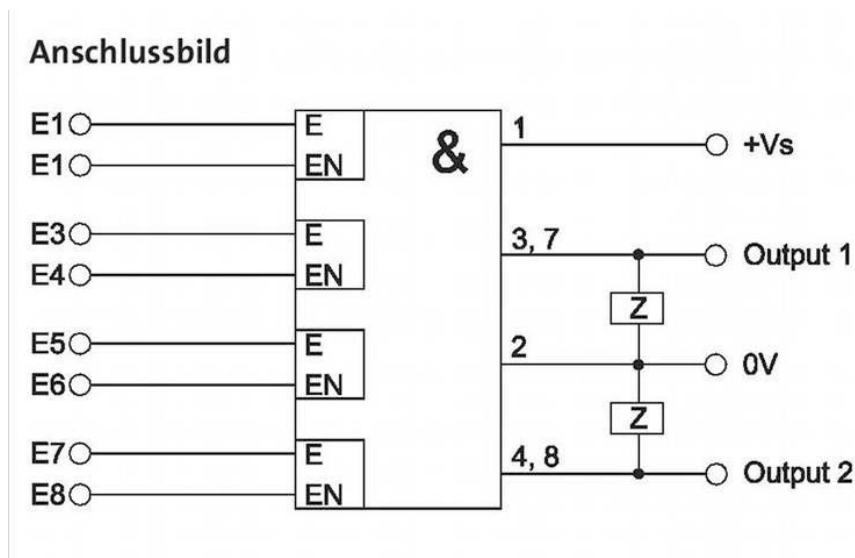 Anschlussbild
E1 E & 1 +Vs
E1 EN
E3 E 3, 7 Output 1
E4 EN
Z
E5 E 2 0V
E6 EN
Z
E7 E 4, 8 Output 2
E8 EN